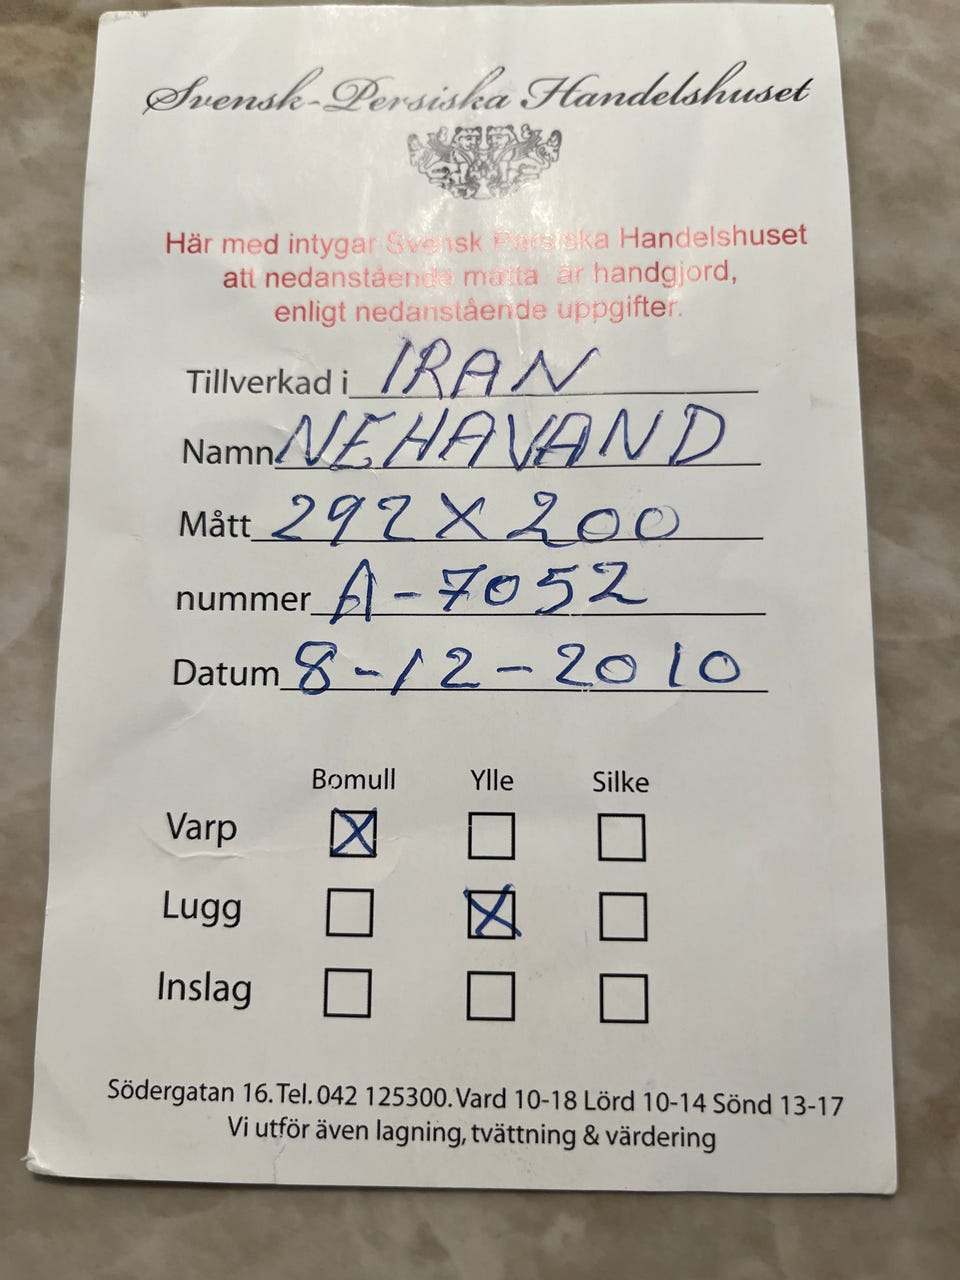 Svensk-Persiska Handelshuset
Här med intygar Svensk Persiska Handelshuset
att nedanstående matta är handgjord,
enligt nedanstående uppgifter.
Tillverkad i IRAN
Namn NEHAVAND
Mått 292 X 200
nummer A-7052
Datum 8-12-2010
Bomull Ylle Silke
Varp
Lugg
Inslag
Södergatan 16. Tel. 042 125300. Vard 10-18 Lörd 10-14 Sönd 13-17
Vi utför även lagning, tvättning & värdering